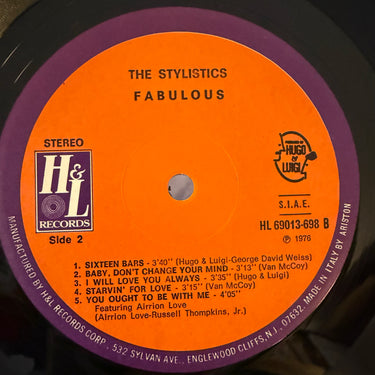 THE STYLISTICS
FABULOUS
STEREO
H&L
RECORDS
Side 2
PRODUCED BY
HUGO
&
LUIGI
S.I.A.E.
HL 69013-698 B
℗ 1976
1. SIXTEEN BARS - 3'40'' (Hugo & Luigi-George David Weiss)
2. BABY, DON'T CHANGE YOUR MIND - 3'13'' (Van McCoy)
3. I WILL LOVE YOU ALWAYS - 3'35'' (Hugo & Luigi)
4. STARVIN' FOR LOVE - 3'15'' (Van McCoy)
5. YOU OUGHT TO BE WITH ME - 4'05''
Featuring Airrion Love
(Airrion Love-Russell Thompkins, Jr.)
MANUFACTURED BY H&L RECORDS CORP. - 532 SYLVAN AVE., ENGLEWOOD CLIFFS, N.J. 07632, MADE IN ITALY BY ARISTON